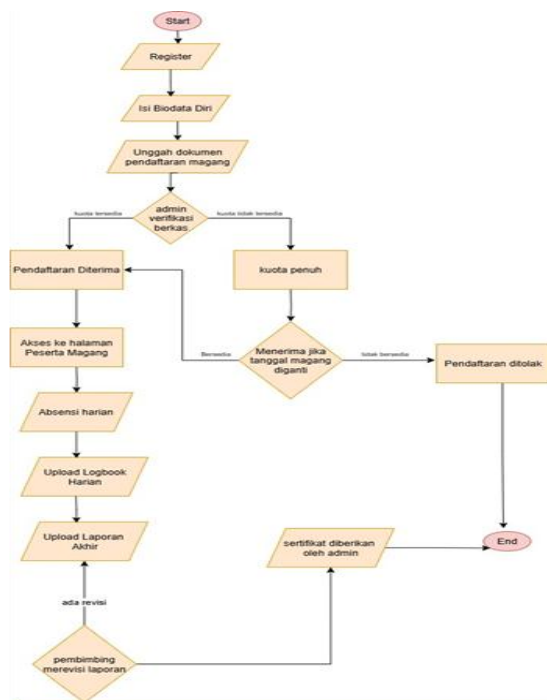 Start
Register
Isi Biodata Diri
Unggah dokumen
pendaftaran magang
admin
verifikasi
berkas
kuota tersedia
kuota tidak tersedia
Pendaftaran Diterima
kuota penuh
Akses ke halaman
Peserta Magang
Menerima jika
tanggal magang
diganti
Bersedia
tidak bersedia
Pendaftaran ditolak
Absensi harian
Upload Logbook
Harian
Upload Laporan
Akhir
sertifikat diberikan
oleh admin
End
ada revisi
pembimbing
merevisi laporan